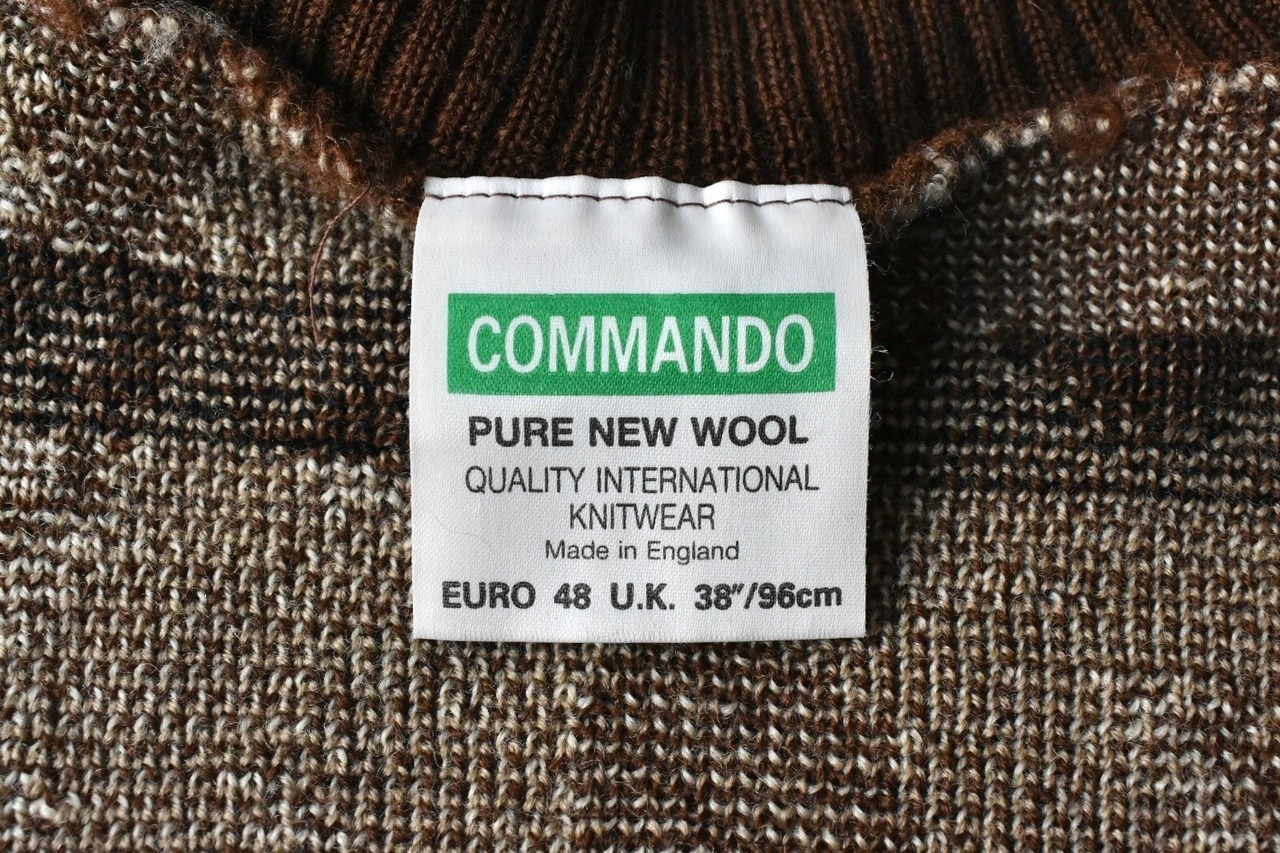 COMMANDO
PURE NEW WOOL
QUALITY INTERNATIONAL
KNITWEAR
Made in England
EURO 48 U.K. 38"/96cm